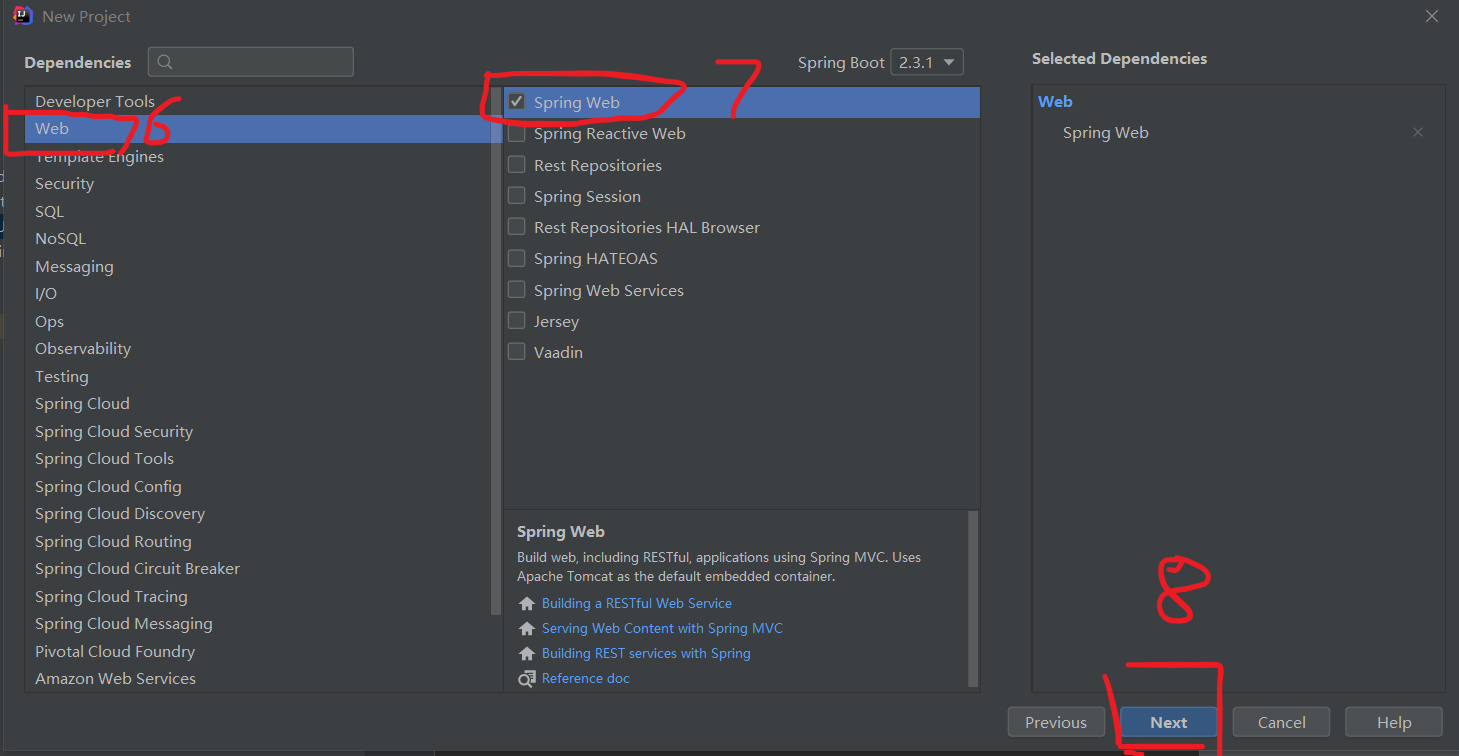 New Project
Dependencies
Spring Boot 2.3.1
Selected Dependencies
Developer Tools
Web
Template Engines
Security
SQL
NoSQL
Messaging
I/O
Ops
Observability
Testing
Spring Cloud
Spring Cloud Security
Spring Cloud Tools
Spring Cloud Config
Spring Cloud Discovery
Spring Cloud Routing
Spring Cloud Circuit Breaker
Spring Cloud Tracing
Spring Cloud Messaging
Pivotal Cloud Foundry
Amazon Web Services
6
Spring Web
7
Spring Reactive Web
Rest Repositories
Spring Session
Rest Repositories HAL Browser
Spring HATEOAS
Spring Web Services
Jersey
Vaadin
Spring Web
Build web, including RESTful, applications using Spring MVC. Uses
Apache Tomcat as the default embedded container.
Building a RESTful Web Service
Serving Web Content with Spring MVC
Building REST services with Spring
Reference doc
Web
Spring Web
8
Previous
Next
Cancel
Help